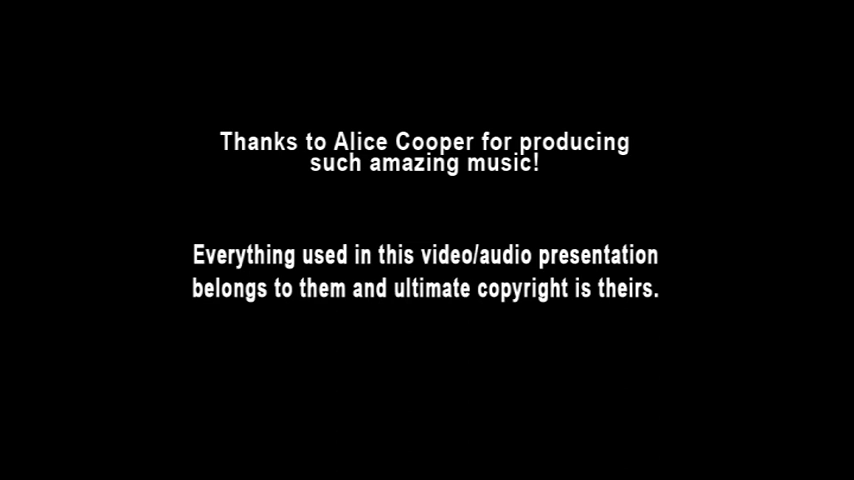 Thanks to Alice Cooper for producing
such amazing music!
Everything used in this video/audio presentation
belongs to them and ultimate copyright is theirs.